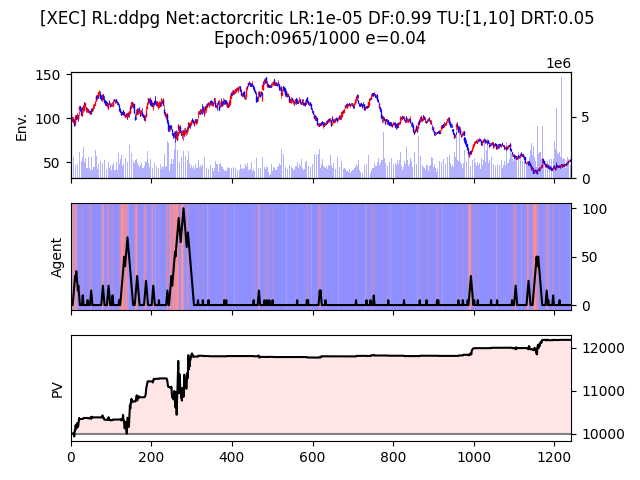 [XEC] RL:ddpg Net:actorcritic LR:1e-05 DF:0.99 TU:[1,10] DRT:0.05
Epoch:0965/1000 e=0.04
1e6
150
100
50
Env.
5
0
Agent
100
50
0
PV
12000
11000
10000
0 200 400 600 800 1000 1200